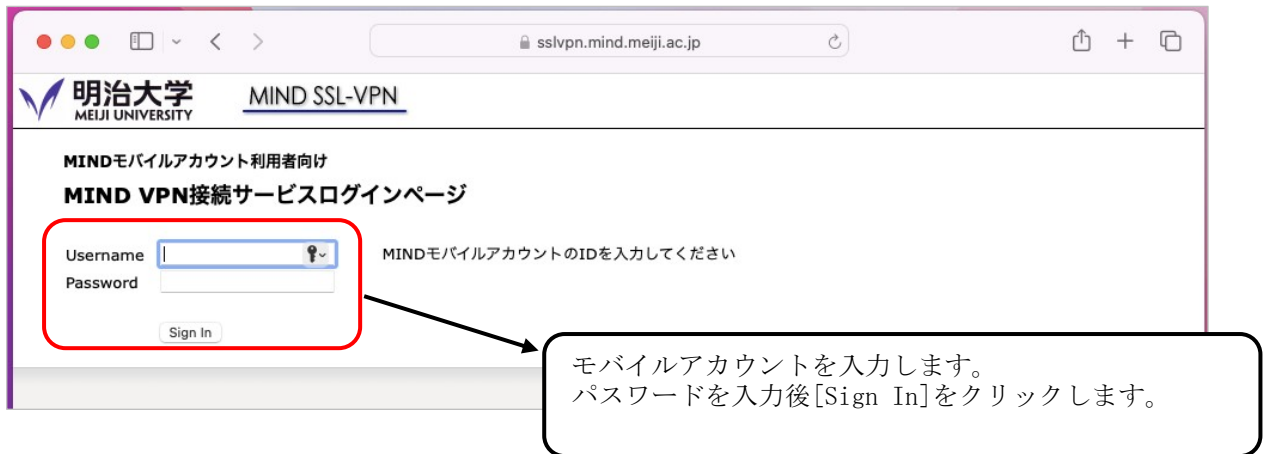 sslvpn.mind.meiji.ac.jp
明治大学
MEIJI UNIVERSITY
MIND SSL-VPN
MINDモバイルアカウント利用者向け
MIND VPN接続サービスログインページ
Username
MINDモバイルアカウントのIDを入力してください
Password
Sign In
モバイルアカウントを入力します。
パスワードを入力後[Sign In]をクリックします。